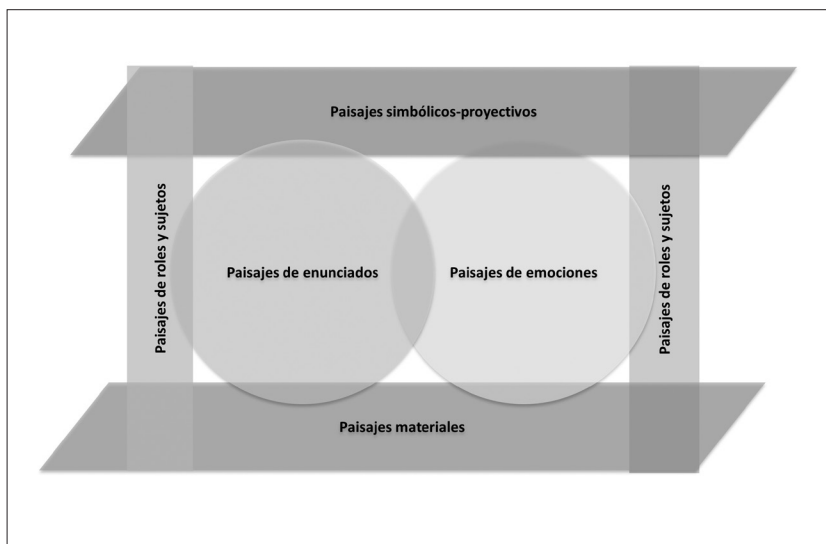 Paisajes simbólicos-proyectivos
Paisajes de roles y sujetos
Paisajes de enunciados
Paisajes de emociones
Paisajes de roles y sujetos
Paisajes materiales